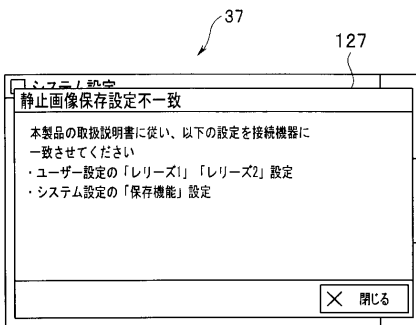 37
127
システム設定
静止画像保存設定不一致
本製品の取扱説明書に従い、以下の設定を接続機器に
一致させてください
・ユーザー設定の「レリーズ1」「レリーズ2」設定
・システム設定の「保存機能」設定
閉じる